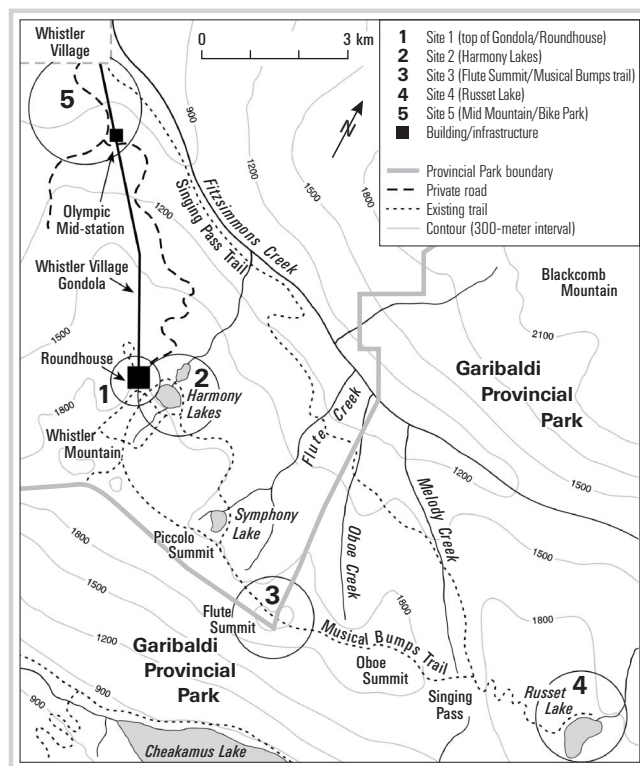 Whistler
Village
0 3 km
N
5
Olympic
Mid-station
Whistler Village
Gondola
Roundhouse
1
2
Harmony
Lakes
Whistler
Mountain
Singing Pass
Trail
Fitzsimmons Creek
Flute Creek
Symphony
Lake
Piccolo
Summit
3
Flute
Summit
Oboe Creek
Melody Creek
Musical Bumps Trail
Oboe
Summit
Singing
Pass
Russet
Lake
4
Garibaldi
Provincial
Park
Cheakamus Lake
Blackcomb
Mountain
Garibaldi
Provincial
Park
900
1200
1500
1800
1200
1500
1800
2100
1200
1500
1500
1800
1800
1800
1500
1200
900
900
1 Site 1 (top of Gondola/Roundhouse)
2 Site 2 (Harmony Lakes)
3 Site 3 (Flute Summit/Musical Bumps trail)
4 Site 4 (Russet Lake)
5 Site 5 (Mid Mountain/Bike Park)
Building/infrastructure
Provincial Park boundary
Private road
Existing trail
Contour (300-meter interval)